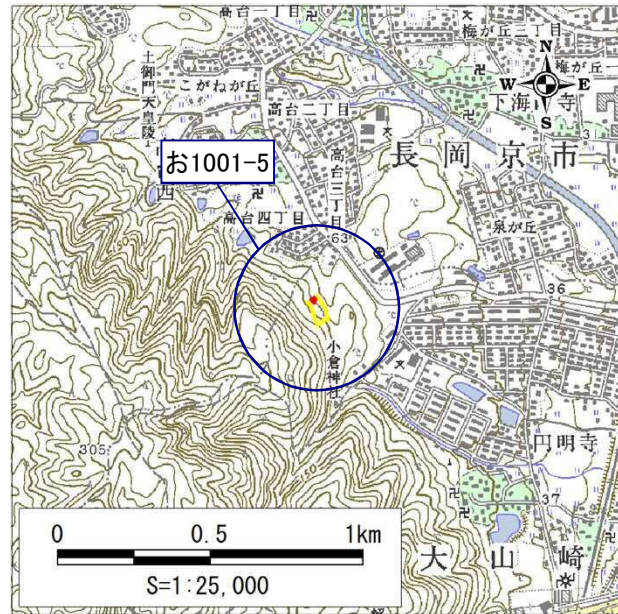 高台一丁目
梅が丘二丁目
梅が丘一
土御門天皇陵
こがねが丘
高台二丁目
N
W E
S
下海 寺
長岡京市
高台三丁目
お1001-5
西
高台四丁目
63
泉が丘
36
小倉神社
円明寺
305
150
37
大山崎
0 0.5 1km
S=1:25,000